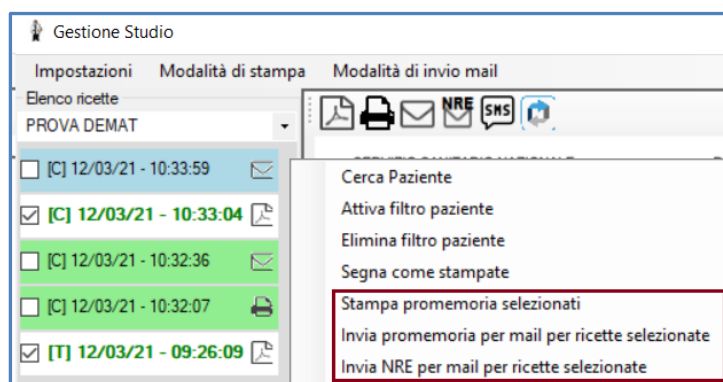 Gestione Studio
Impostazioni Modalità di stampa Modalità di invio mail
Elenco ricette
PROVA DEMAT
NRE
SMS
[C] 12/03/21 - 10:33:59
[C] 12/03/21 - 10:33:04
[C] 12/03/21 - 10:32:36
[C] 12/03/21 - 10:32:07
[T] 12/03/21 - 09:26:09
Cerca Paziente
Attiva filtro paziente
Elimina filtro paziente
Segna come stampate
Stampa promemoria selezionati
Invia promemoria per mail per ricette selezionate
Invia NRE per mail per ricette selezionate